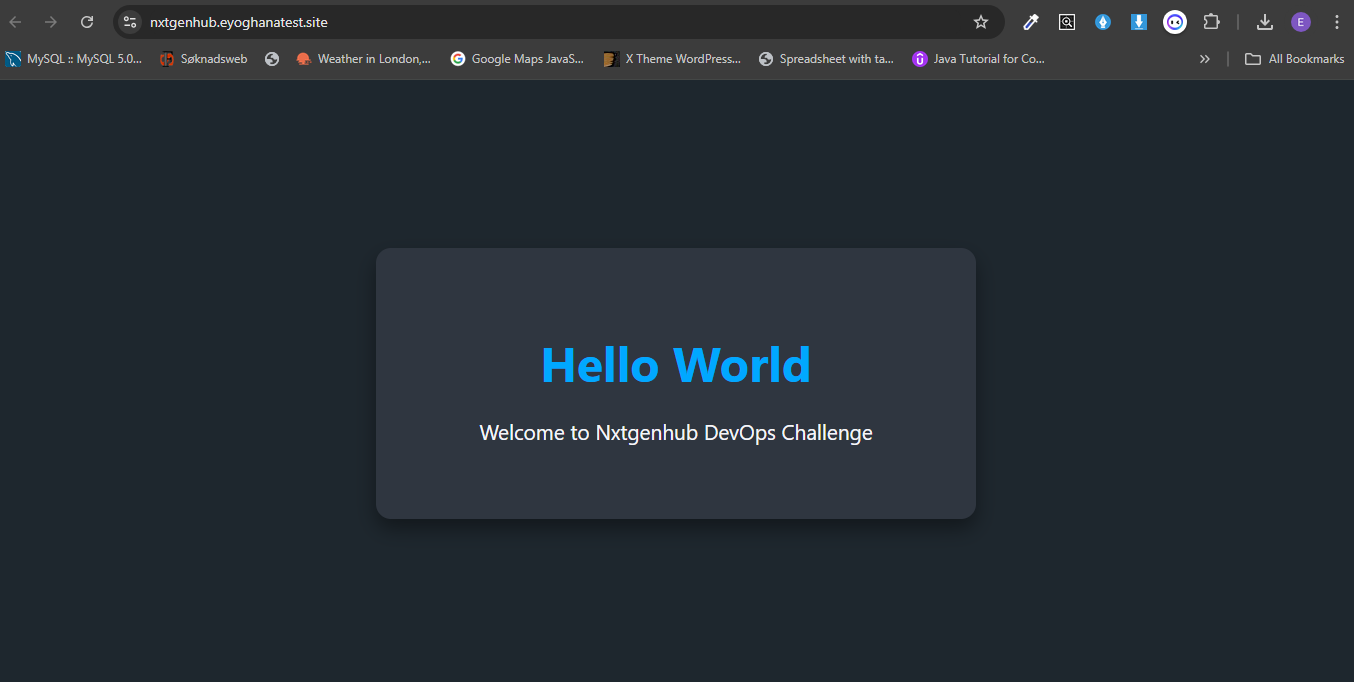 nxtgenhub.eyoghanatest.site
E
MySQL :: MySQL 5.0... Søknadsweb Weather in London,... Google Maps JavaS... X Theme WordPress... Spreadsheet with ta... Java Tutorial for Co... All Bookmarks
Hello World
Welcome to Nxtgenhub DevOps Challenge